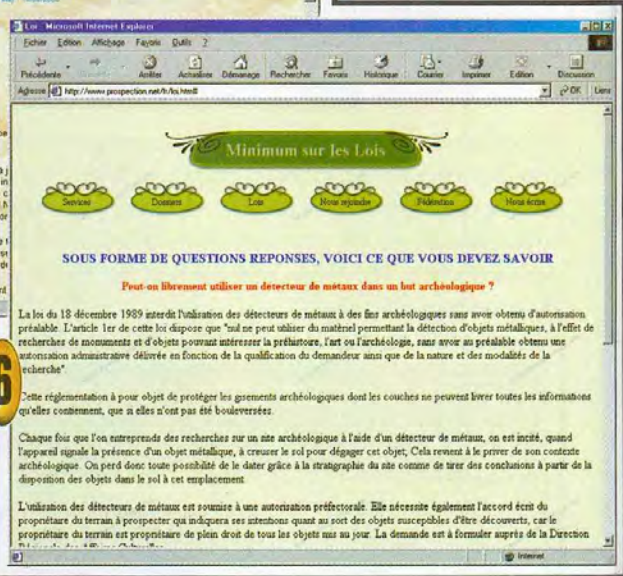 Loi - Microsoft Internet Explorer
Fichier Edition Affichage Favoris Outils ?
Précédente Arrêter Actualiser Démarrage Rechercher Favoris Historique Courrier Imprimer Edition Discussion
Adresse http://www.prospection.net/fr/loi.html# OK Liens
Minimum sur les Lois
Services Dossiers Lois Nous rejoindre Fédération Nous écrire
SOUS FORME DE QUESTIONS REPONSES, VOICI CE QUE VOUS DEVEZ SAVOIR
Peut-on librement utiliser un detecteur de métaux dans un but archéologique ?
La loi du 18 décembre 1989 interdit l'utilisation des détecteurs de métaux à des fins archéologiques sans avoir obtenu d'autorisation
préalable. L'article 1er de cette loi dispose que "nul ne peut utiliser du matériel permettant la détection d'objets métalliques, à l'effet de
recherches de monuments et d'objets pouvant intéresser la préhistoire, l'art ou l'archéologie, sans avoir au préalable obtenu une
autorisation administrative délivrée en fonction de la qualification du demandeur ainsi que de la nature et des modalités de la
recherche".
6
Cette réglementation à pour objet de protéger les gisements archéologiques dont les couches ne peuvent livrer toutes les informations
qu'elles contiennent, que si elles n'ont pas été bouleversées.
Chaque fois que l'on entreprends des recherches sur un site archéologique à l'aide d'un détecteur de métaux, on est incité, quand
l'appareil signale la présence d'un objet métallique, à creuser le sol pour dégager cet objet; Cela revient à le priver de son contexte
archéologique. On perd donc toute possibilité de le dater grâce à la stratigraphie du site comme de tirer des conclusions à partir de la
disposition des objets dans le sol à cet emplacement.
L'utilisation des détecteurs de métaux est soumise à une autorisation préfectorale. Elle nécessite également l'accord écrit du
propriétaire du terrain à prospecter qui indiquera ses intentions quant au sort des objets susceptibles d'être découverts, car le
propriétaire du terrain est propriétaire de plein droit de tous les objets mis au jour. La demande est à formuler auprès de la Direction
Régionale des Affaires Culturelles
Internet